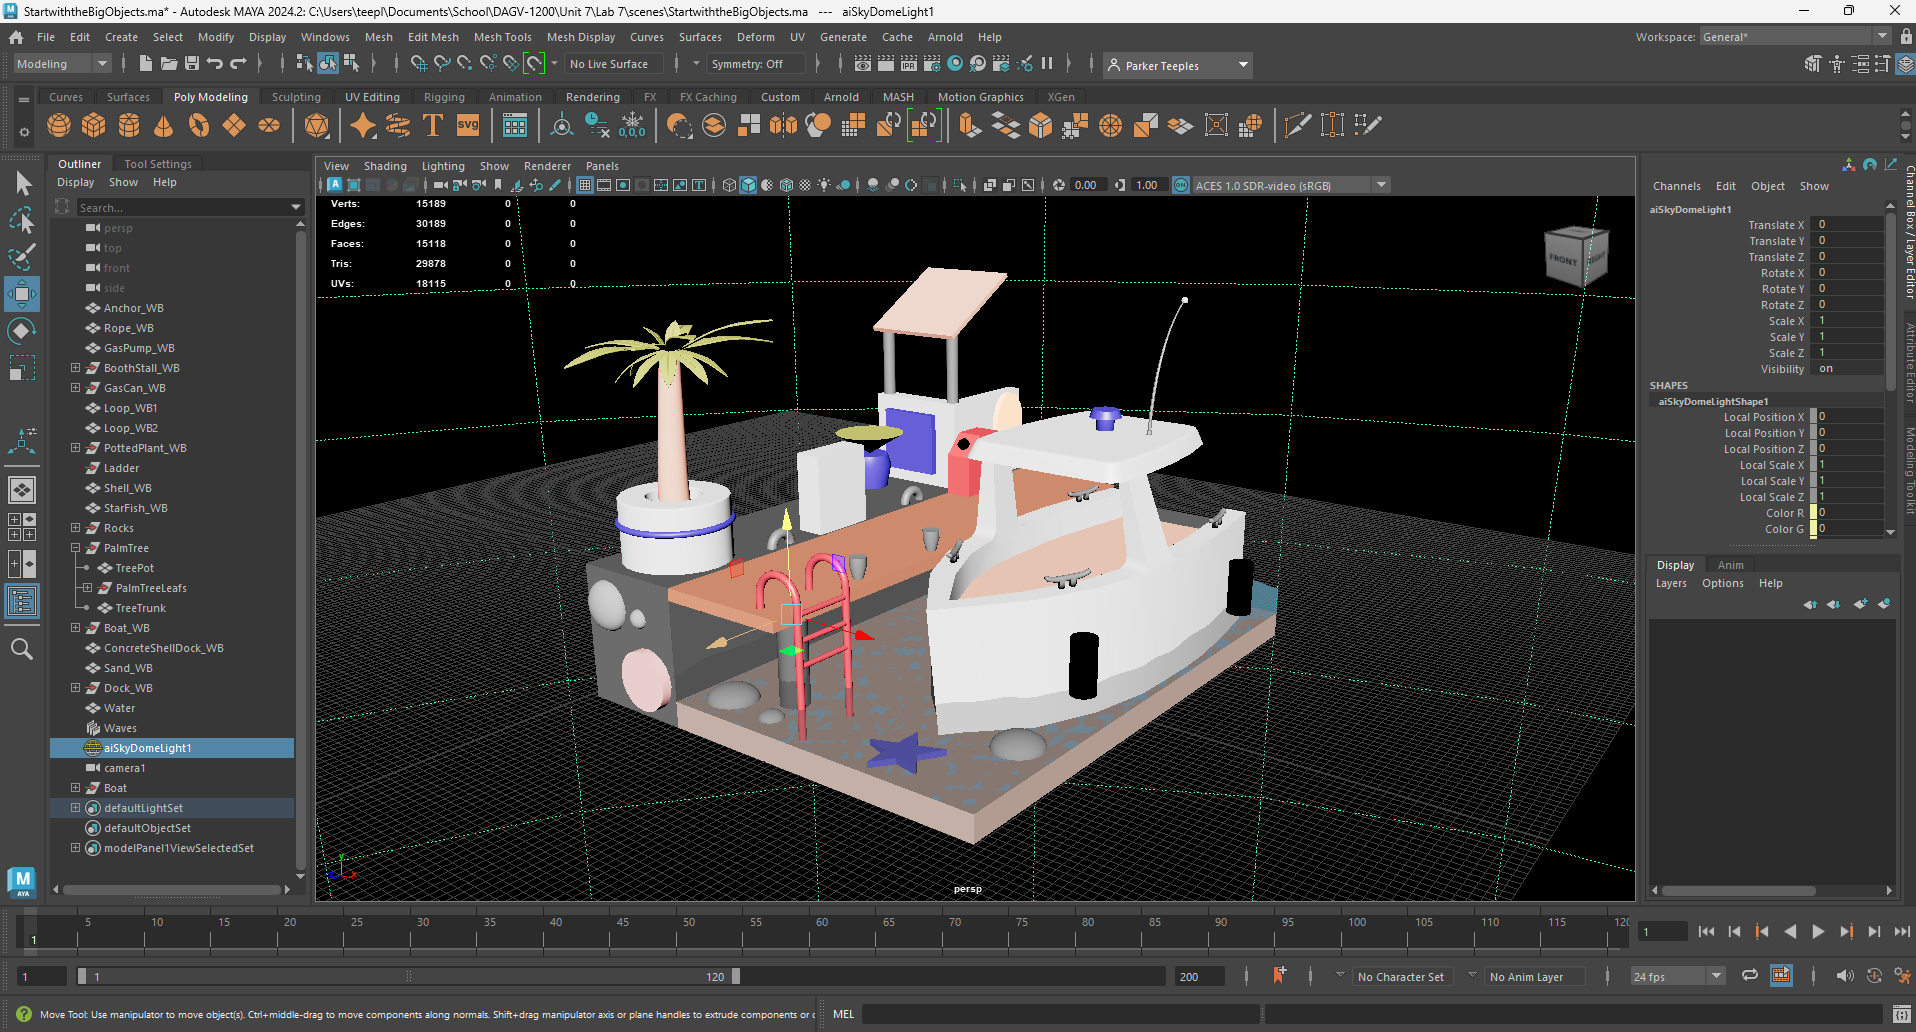 StartwiththeBigObjects.ma* - Autodesk MAYA 2024.2: C:\Users\teepl\Documents\School\DAGV-1200\Unit 7\Lab 7\scenes\StartwiththeBigObjects.ma --- aiSkyDomeLight1
File Edit Create Select Modify Display Windows Mesh Edit Mesh Mesh Tools Mesh Display Curves Surfaces Deform UV Generate Cache Arnold Help Workspace: General*
Modeling No Live Surface Symmetry: Off Parker Teeples
Curves Surfaces Poly Modeling Sculpting UV Editing Rigging Animation Rendering FX FX Caching Custom Arnold MASH Motion Graphics XGen
SVG 0,0,0
Outliner Tool Settings
Display Show Help
Search...
persp
top
front
side
Anchor_WB
Rope_WB
GasPump_WB
BoothStall_WB
GasCan_WB
Loop_WB1
Loop_WB2
PottedPlant_WB
Ladder
Shell_WB
StarFish_WB
Rocks
PalmTree
TreePot
PalmTreeLeafs
TreeTrunk
Boat_WB
ConcreteShellDock_WB
Sand_WB
Dock_WB
Water
Waves
aiSkyDomeLight1
camera1
Boat
defaultLightSet
defaultObjectSet
modelPanel1ViewSelectedSet
View Shading Lighting Show Renderer Panels
0.00 1.00 ACES 1.0 SDR-video (sRGB)
Verts: 15189 0 0
Edges: 30189 0 0
Faces: 15118 0 0
Tris: 29878 0 0
UVs: 18115 0 0
FRONT
persp
Channels Edit Object Show
aiSkyDomeLight1
Translate X 0
Translate Y 0
Translate Z 0
Rotate X 0
Rotate Y 0
Rotate Z 0
Scale X 1
Scale Y 1
Scale Z 1
Visibility on
SHAPES
aiSkyDomeLightShape1
Local Position X 0
Local Position Y 0
Local Position Z 0
Local Scale X 1
Local Scale Y 1
Local Scale Z 1
Color R 0
Color G 0
Channel Box / Layer Editor
Attribute Editor
Modeling Toolkit
Display Anim
Layers Options Help
M
AYA
5 10 15 20 25 30 35 40 45 50 55 60 65 70 75 80 85 90 95 100 105 110 115 120
1 1
1 1 120 200 No Character Set No Anim Layer 24 fps
Move Tool: Use manipulator to move object(s). Ctrl+middle-drag to move components along normals. Shift+drag manipulator axis or plane handles to extrude components or MEL